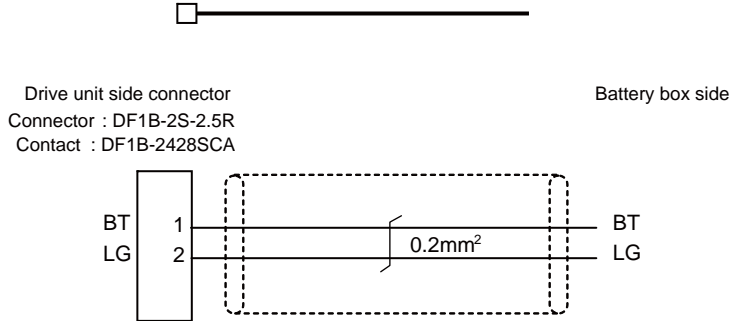 Drive unit side connector
Battery box side
Connector : DF1B-2S-2.5R
Contact : DF1B-2428SCA
BT 1 BT
0.2mm²
LG 2 LG